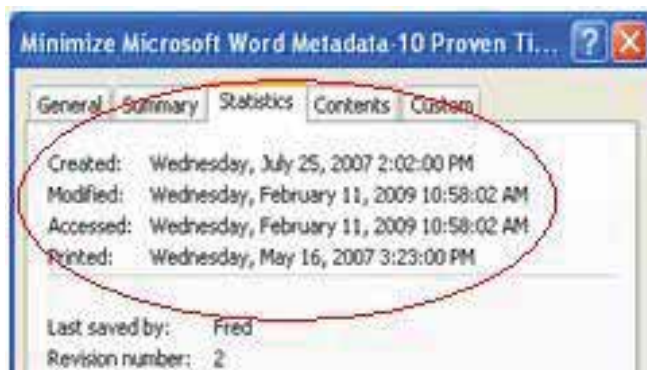 Minimize Microsoft Word Metadata-10 Proven Ti...
General Summary Statistics Contents Custom
Created: Wednesday, July 25, 2007 2:02:00 PM
Modified: Wednesday, February 11, 2009 10:58:02 AM
Accessed: Wednesday, February 11, 2009 10:58:02 AM
Printed: Wednesday, May 16, 2007 3:23:00 PM
Last saved by: Fred
Revision number: 2